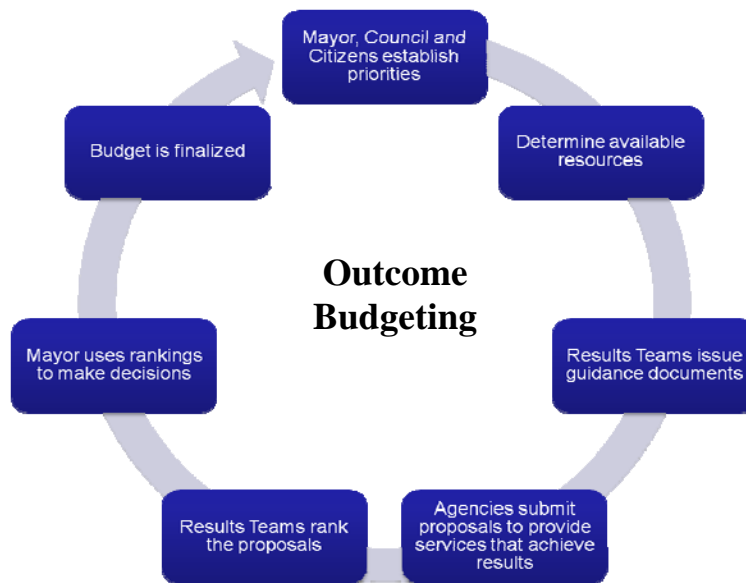 Mayor, Council and
Citizens establish
priorities
Determine available
resources
Results Teams issue
guidance documents
Agencies submit
proposals to provide
services that achieve
results
Results Teams rank
the proposals
Mayor uses rankings
to make decisions
Budget is finalized
Outcome
Budgeting